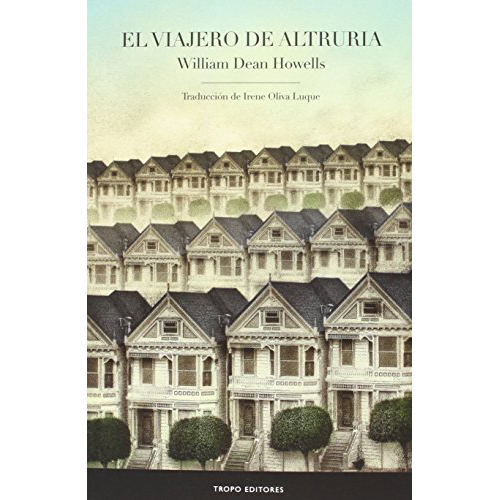 EL VIAJERO DE ALTRURIA
William Dean Howells
Traducción de Irene Oliva Luque
TROPO EDITORES